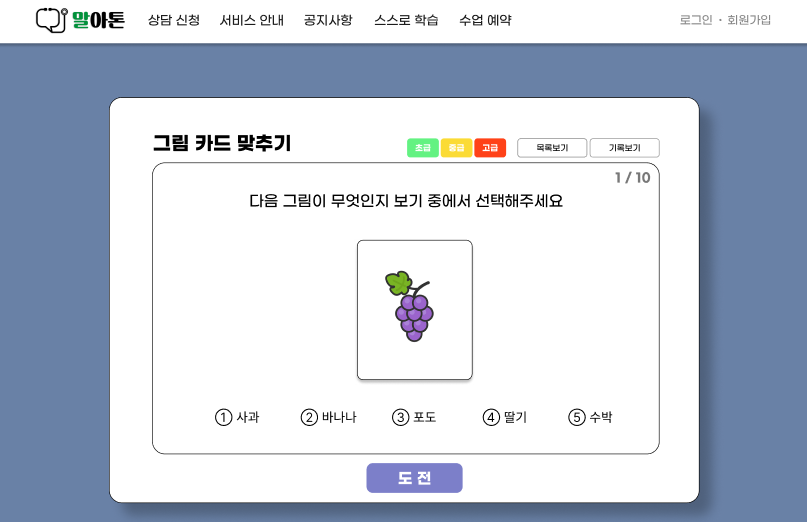 말아톤 상담 신청 서비스 안내 공지사항 스스로 학습 수업 예약 로그인 · 회원가입
그림 카드 맞추기 초급 중급 고급 목록보기 기록보기
1 / 10
다음 그림이 무엇인지 보기 중에서 선택해주세요
① 사과 ② 바나나 ③ 포도 ④ 딸기 ⑤ 수박
도 전